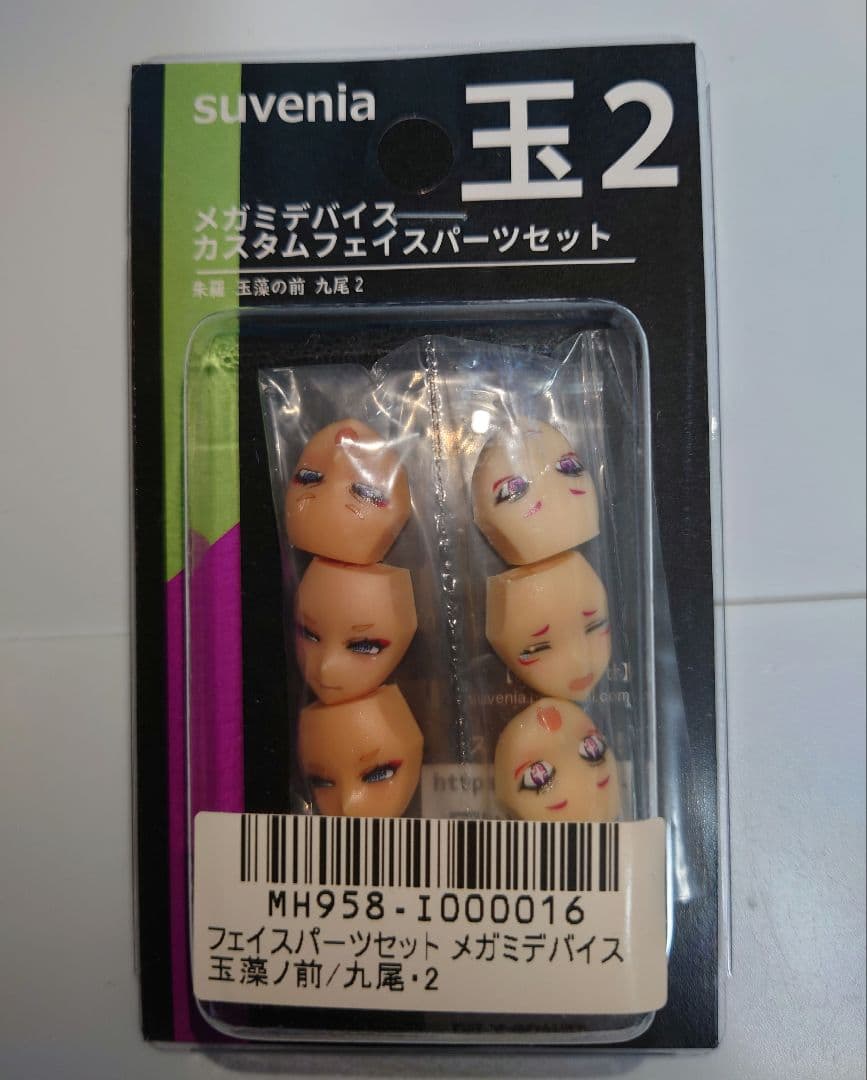 suvenia
玉2
メガミデバイス
カスタムフェイスパーツセット
朱羅 玉藻の前 九尾2
suvenia
.com
https
MH958-I000016
フェイスパーツセット メガミデバイス
玉藻ノ前/九尾・2